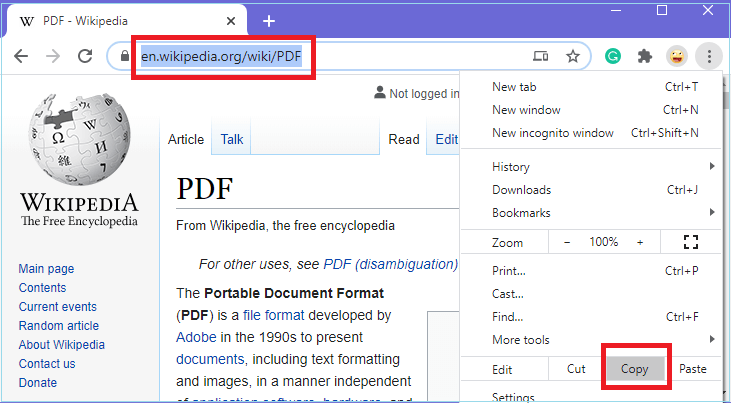 PDF - Wikipedia
en.wikipedia.org/wiki/PDF
Not logged in
Article Talk Read Edi
WIKIPEDIA
The Free Encyclopedia
Main page
Contents
Current events
Random article
About Wikipedia
Contact us
Donate
PDF
From Wikipedia, the free encyclopedia
For other uses, see PDF (disambiguation)
The Portable Document Format
(PDF) is a file format developed by
Adobe in the 1990s to present
documents, including text formatting
and images, in a manner independent
of application software, hardware, and
New tab Ctrl+T
New window Ctrl+N
New incognito window Ctrl+Shift+N
History
Downloads Ctrl+J
Bookmarks
Zoom − 100% +
Print... Ctrl+P
Cast...
Find... Ctrl+F
More tools
Edit Cut Copy Paste
Settings